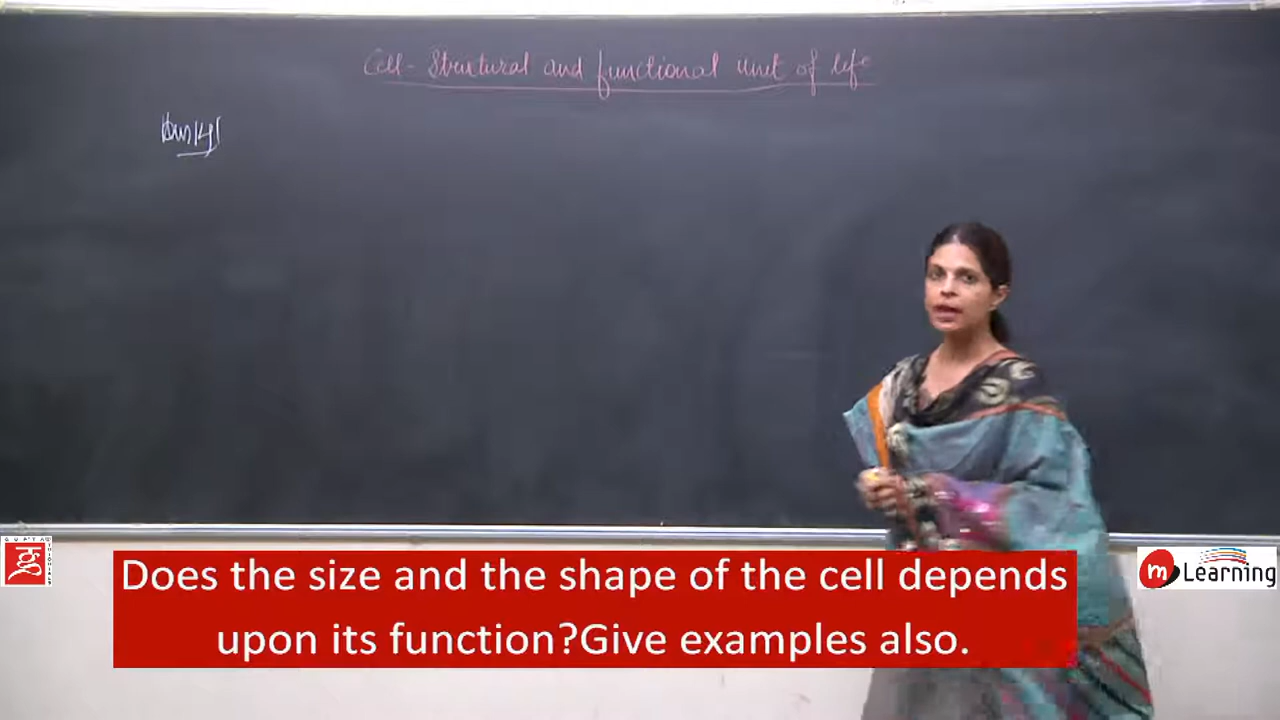 Cell - Structural and functional unit of life
Does the size and the shape of the cell depends
upon its function?Give examples also.
m Learning